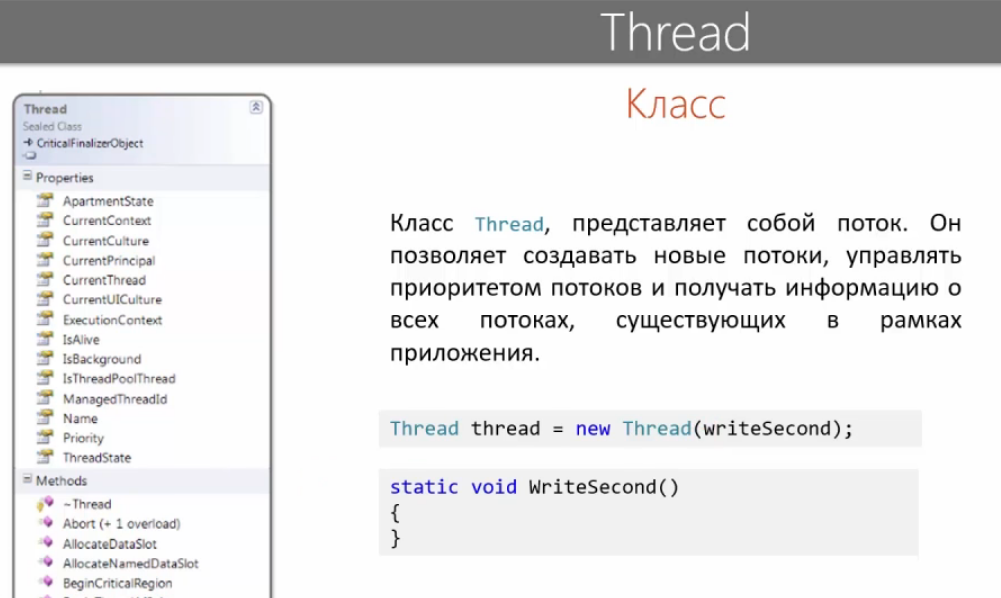 Thread
Класс
Thread
Sealed Class
CriticalFinalizerObject
Properties
ApartmentState
CurrentContext
CurrentCulture
CurrentPrincipal
CurrentThread
CurrentUICulture
ExecutionContext
IsAlive
IsBackground
IsThreadPoolThread
ManagedThreadId
Name
Priority
ThreadState
Methods
~Thread
Abort (+ 1 overload)
AllocateDataSlot
AllocateNamedDataSlot
BeginCriticalRegion
Класс Thread, представляет собой поток. Он
позволяет создавать новые потоки, управлять
приоритетом потоков и получать информацию о
всех потоках, существующих в рамках
приложения.
Thread thread = new Thread(writeSecond);
static void WriteSecond()
{
}